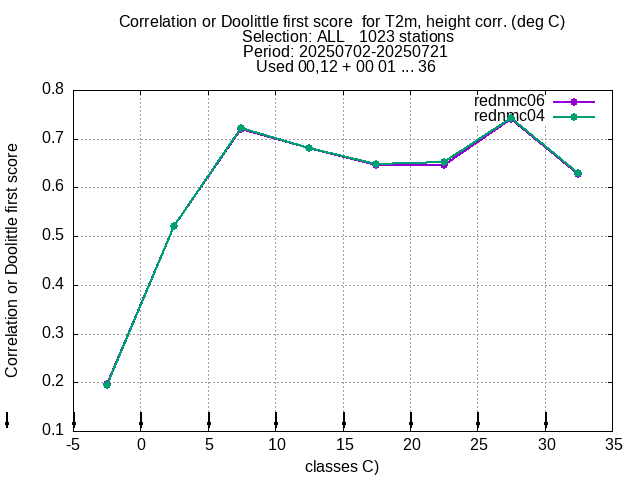 Correlation or Doolittle first score  for T2m, height corr. (deg C)
Selection: ALL   1023 stations
Period: 20250702-20250721
Used 00,12 + 00 01 ... 36
Correlation or Doolittle first score
0.8
0.7
0.6
0.5
0.4
0.3
0.2
0.1
rednmc06
rednmc04
-5 0 5 10 15 20 25 30 35
classes C)